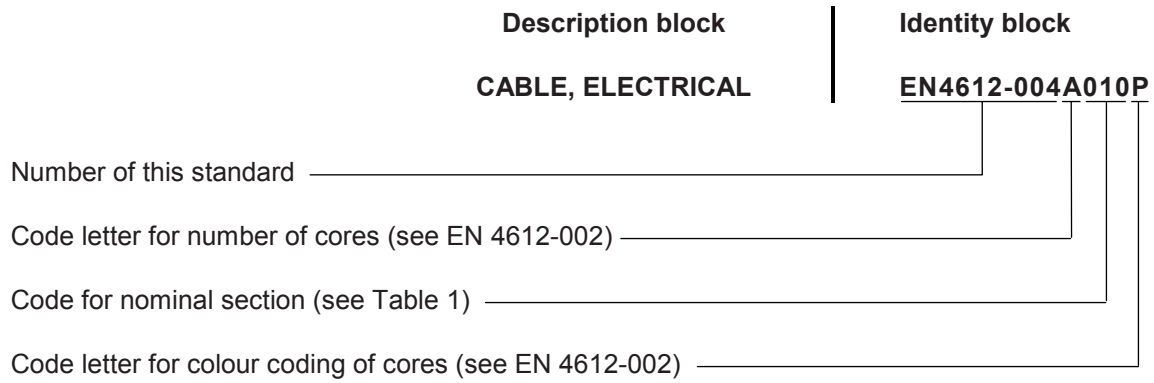 Description block Identity block
CABLE, ELECTRICAL EN4612-004A010P
Number of this standard
Code letter for number of cores (see EN 4612-002)
Code for nominal section (see Table 1)
Code letter for colour coding of cores (see EN 4612-002)